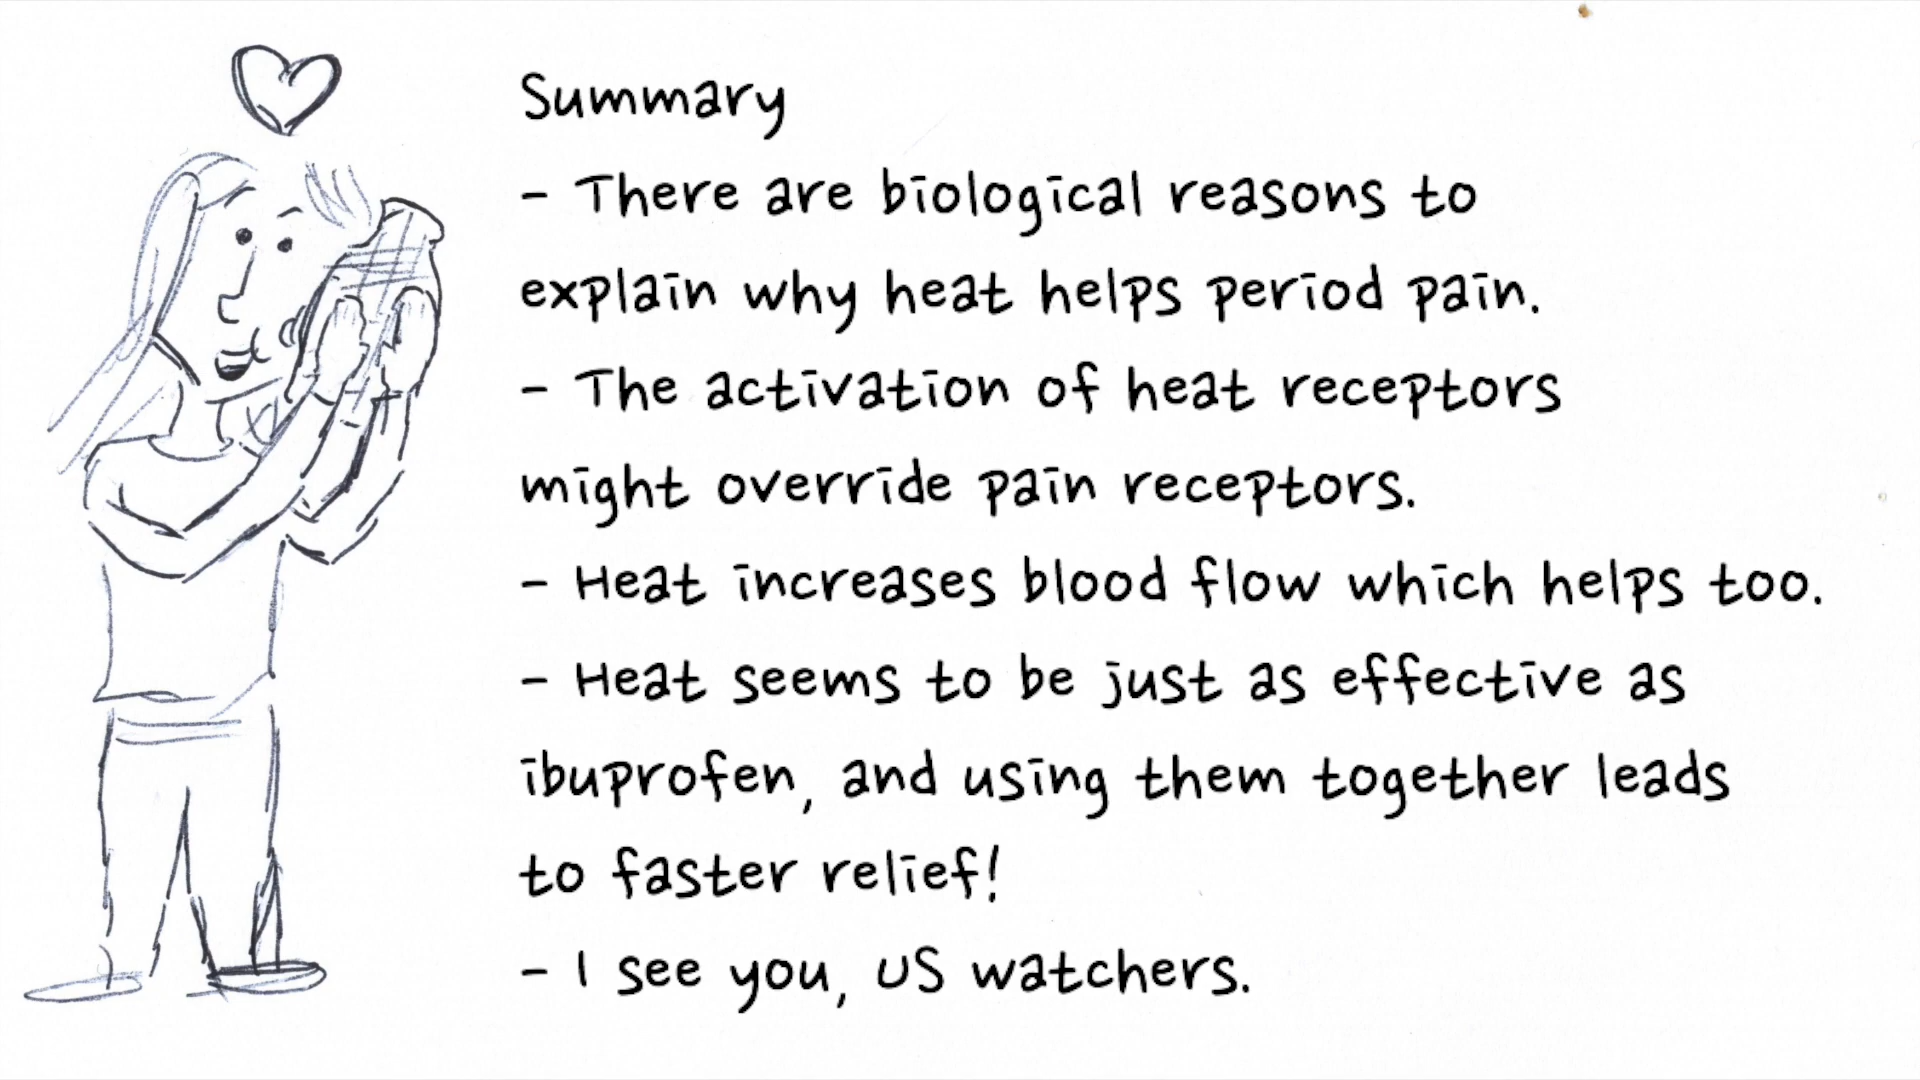 Summary
- There are biological reasons to
explain why heat helps period pain.
- The activation of heat receptors
might override pain receptors.
- Heat increases blood flow which helps too.
- Heat seems to be just as effective as
ibuprofen, and using them together leads
to faster relief!
- I see you, US watchers.